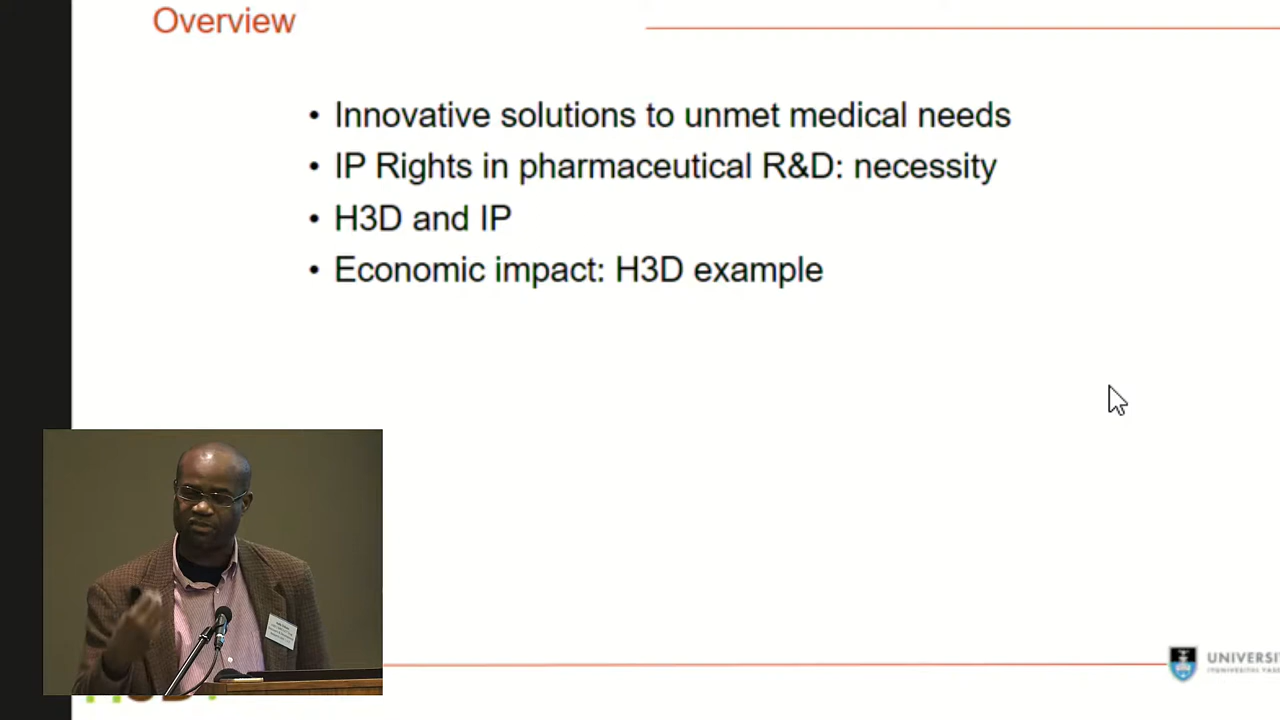 Overview
• Innovative solutions to unmet medical needs
• IP Rights in pharmaceutical R&D: necessity
• H3D and IP
• Economic impact: H3D example
UNIVERSI